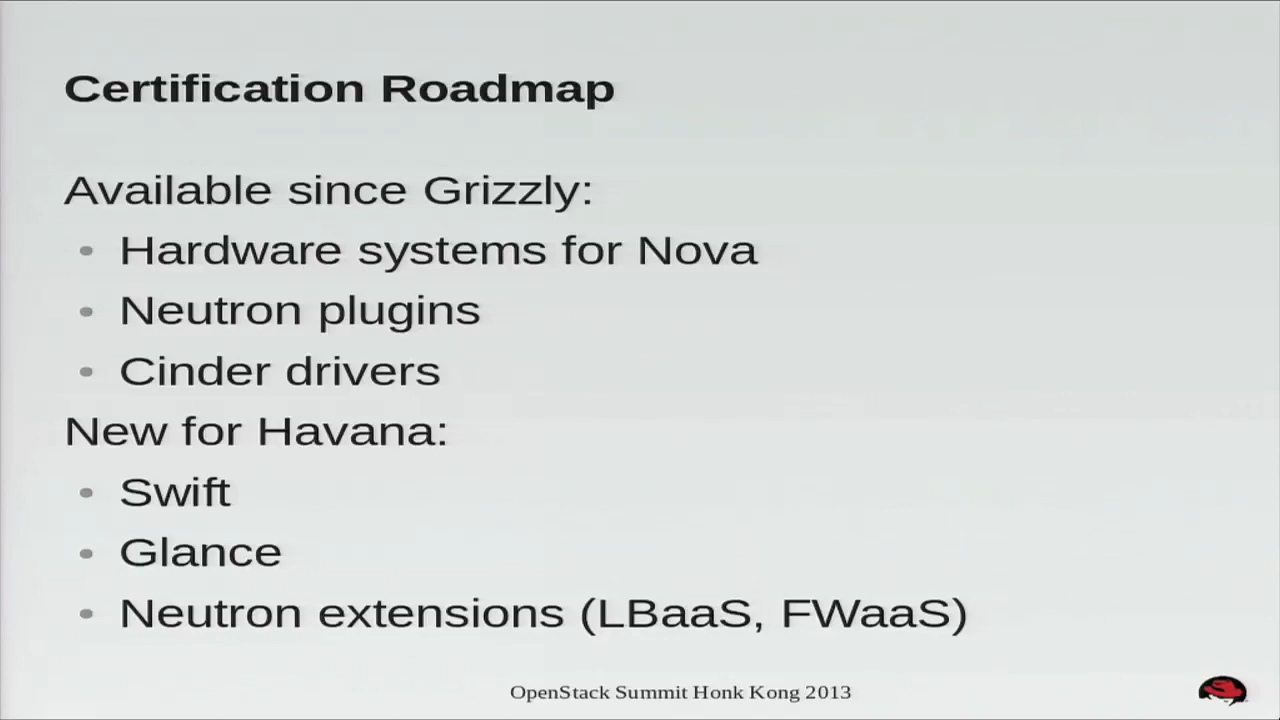 Certification Roadmap
Available since Grizzly:
• Hardware systems for Nova
• Neutron plugins
• Cinder drivers
New for Havana:
• Swift
• Glance
• Neutron extensions (LBaaS, FWaaS)
OpenStack Summit Honk Kong 2013